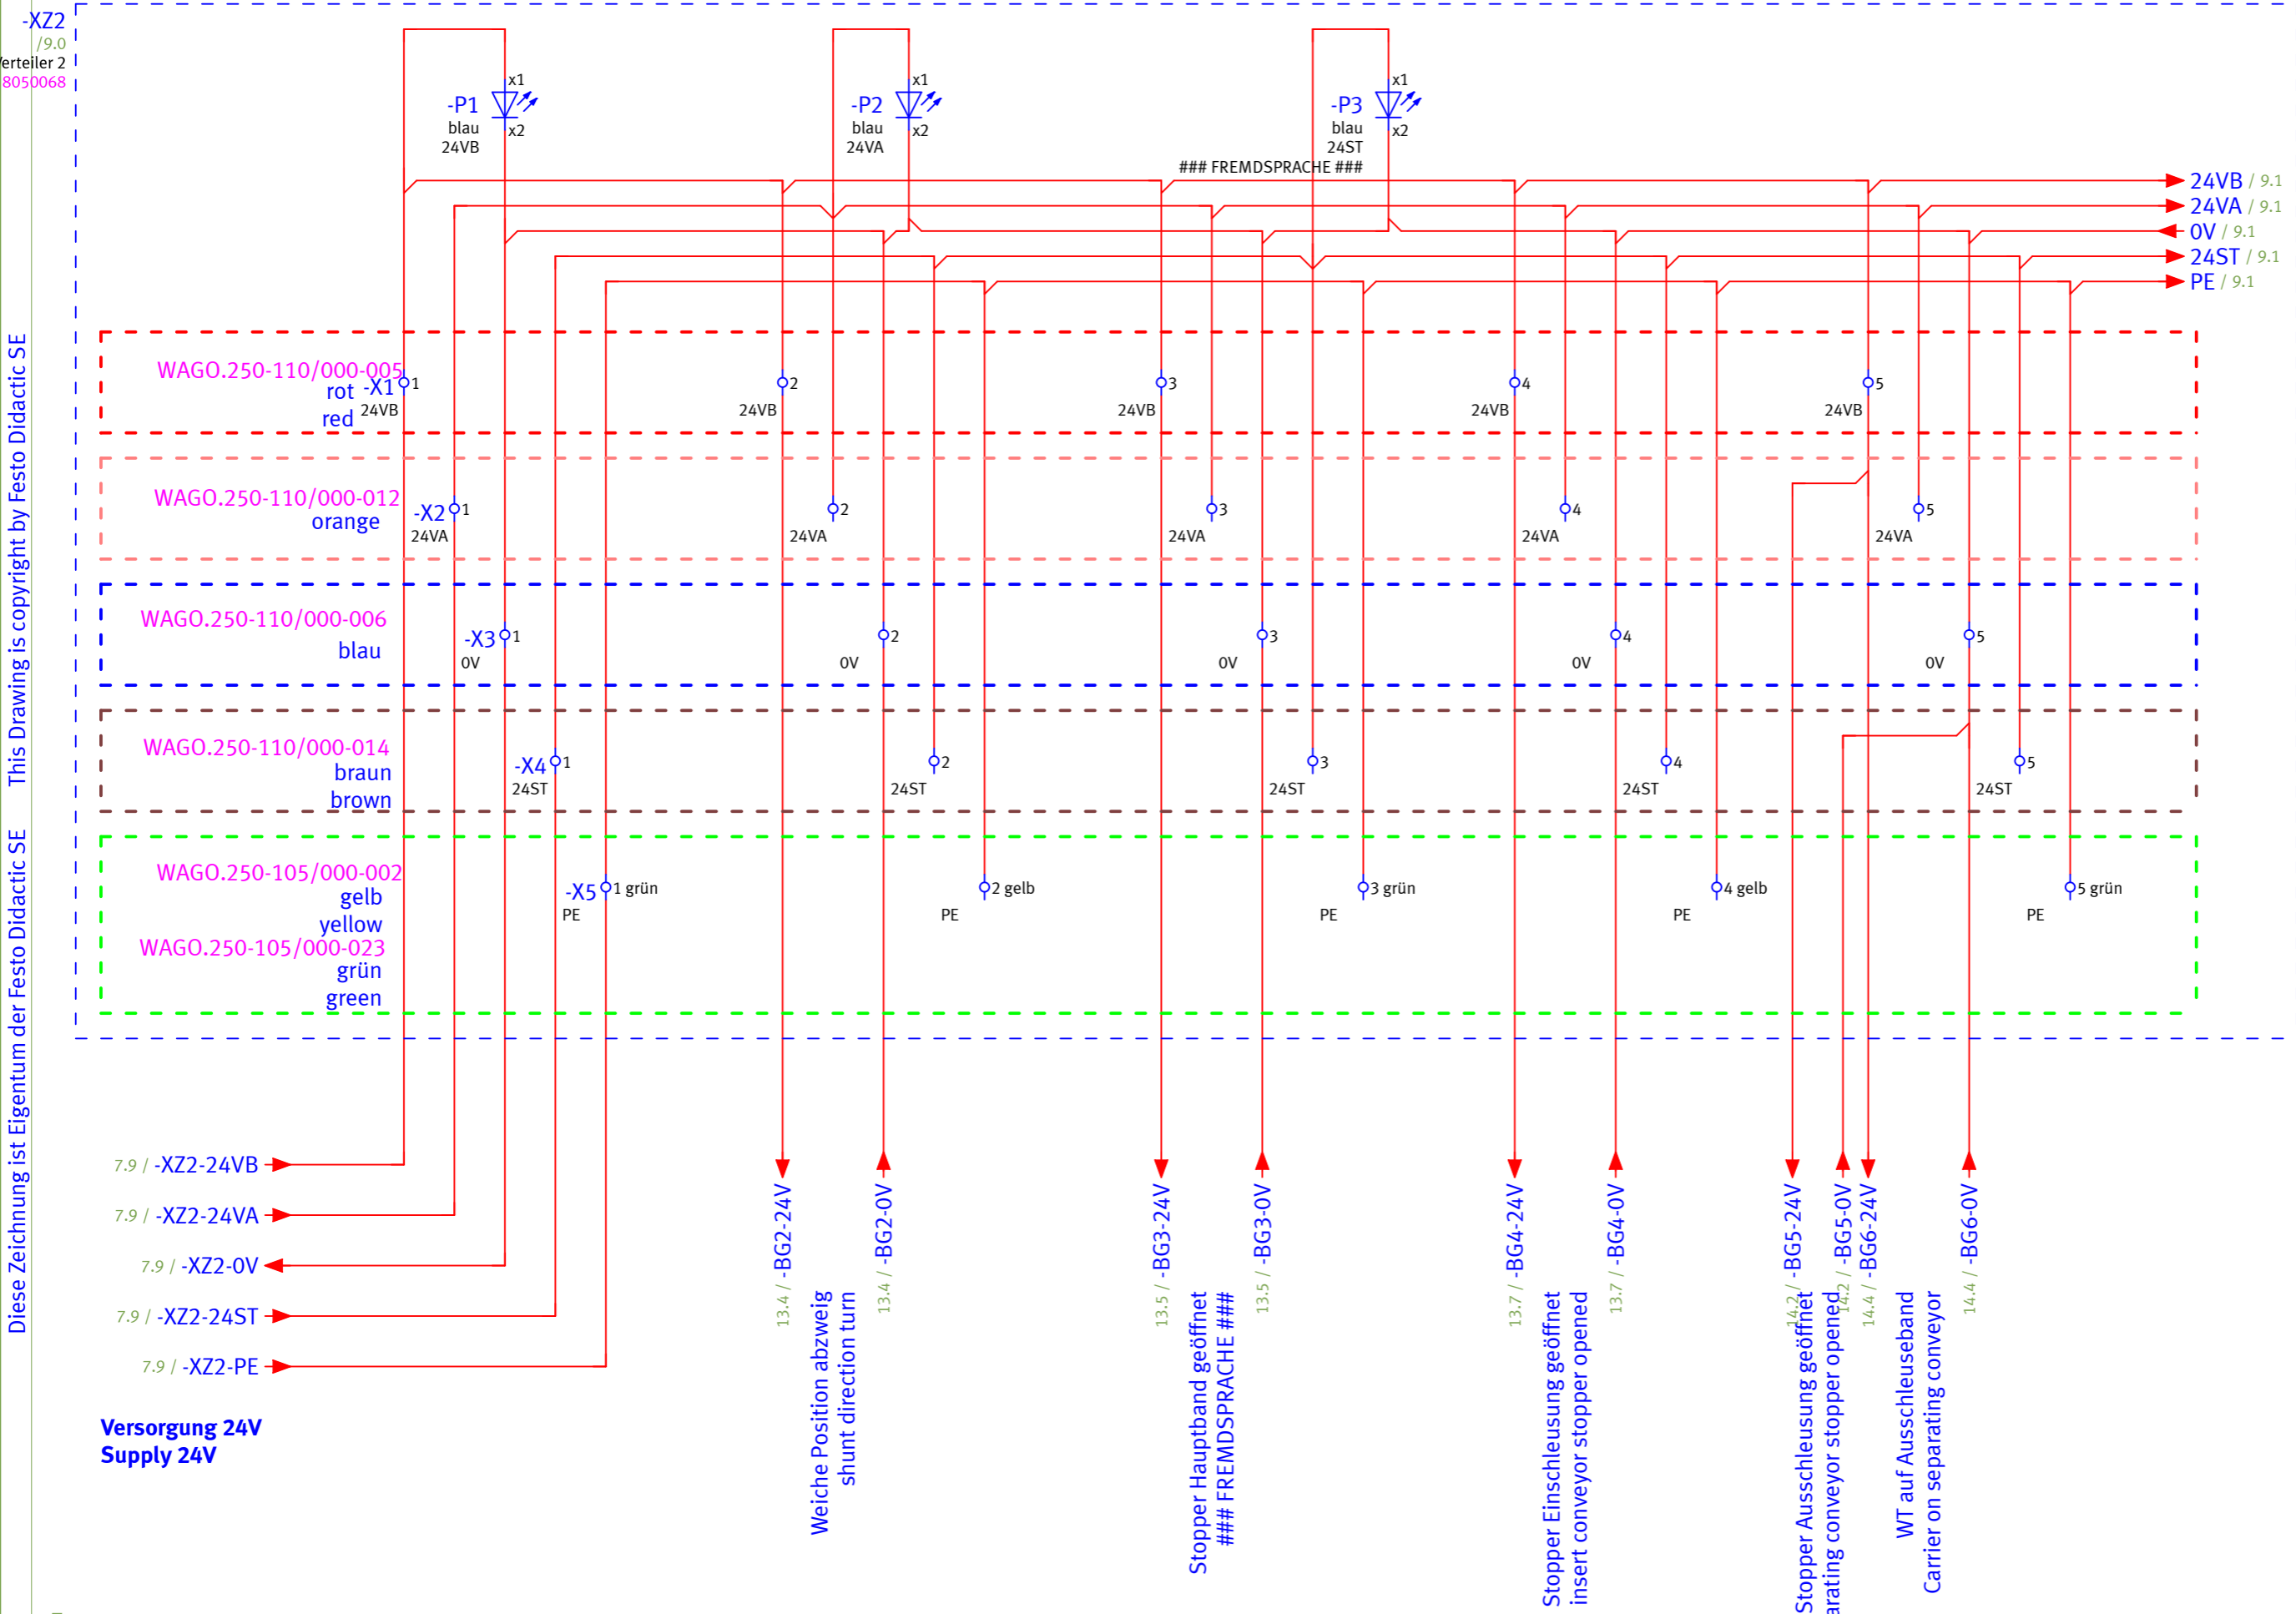 -XZ2
/9.0
erteiler 2
8050068
x1
-P1
blau
24VB
x2
x1
-P2
blau
24VA
x2
x1
-P3
blau
24ST
x2
### FREMDSPRACHE ###
24VB / 9.1
24VA / 9.1
0V / 9.1
24ST / 9.1
PE / 9.1
WAGO.250-110/000-005
rot
red
-X1
1
24VB
2
24VB
3
24VB
4
24VB
5
24VB
WAGO.250-110/000-012
orange
-X2
1
24VA
2
24VA
3
24VA
4
24VA
5
24VA
WAGO.250-110/000-006
blau
-X3
1
0V
2
0V
3
0V
4
0V
5
0V
WAGO.250-110/000-014
braun
brown
-X4
1
24ST
2
24ST
3
24ST
4
24ST
5
24ST
WAGO.250-105/000-002
gelb
yellow
WAGO.250-105/000-023
grün
green
-X5
1 grün
PE
2 gelb
PE
3 grün
PE
4 gelb
PE
5 grün
PE
7.9 / -XZ2-24VB
7.9 / -XZ2-24VA
7.9 / -XZ2-0V
7.9 / -XZ2-24ST
7.9 / -XZ2-PE
Versorgung 24V
Supply 24V
13.4 / -BG2-24V
Weiche Position abzweig
shunt direction turn
13.4 / -BG2-0V
13.5 / -BG3-24V
Stopper Hauptband geöffnet
### FREMDSPRACHE ###
13.5 / -BG3-0V
13.7 / -BG4-24V
Stopper Einschleusung geöffnet
insert conveyor stopper opened
13.7 / -BG4-0V
14.2 / -BG5-24V
Stopper Ausschleusung geöffnet
arating conveyor stopper opened
14.2 / -BG5-0V
14.4 / -BG6-24V
WT auf Ausschleuseband
Carrier on separating conveyor
14.4 / -BG6-0V
Diese Zeichnung ist Eigentum der Festo Didactic SE
This Drawing is copyright by Festo Didactic SE